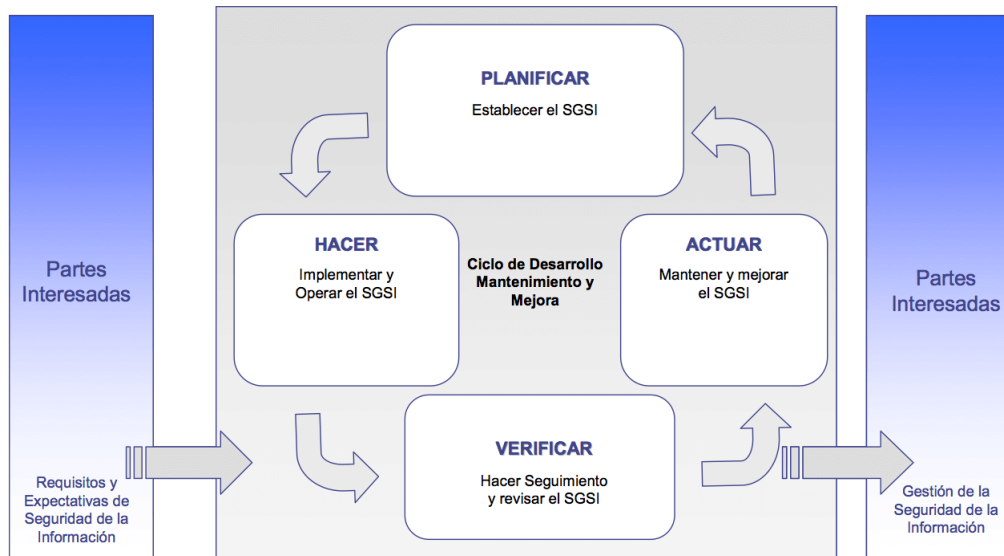 PLANIFICAR
Establecer el SGSI
HACER
Implementar y
Operar el SGSI
Ciclo de Desarrollo
Mantenimiento y
Mejora
ACTUAR
Mantener y mejorar
el SGSI
VERIFICAR
Hacer Seguimiento
y revisar el SGSI
Partes
Interesadas
Requisitos y
Expectativas de
Seguridad de la
Información
Partes
Interesadas
Gestión de la
Seguridad de la
Información